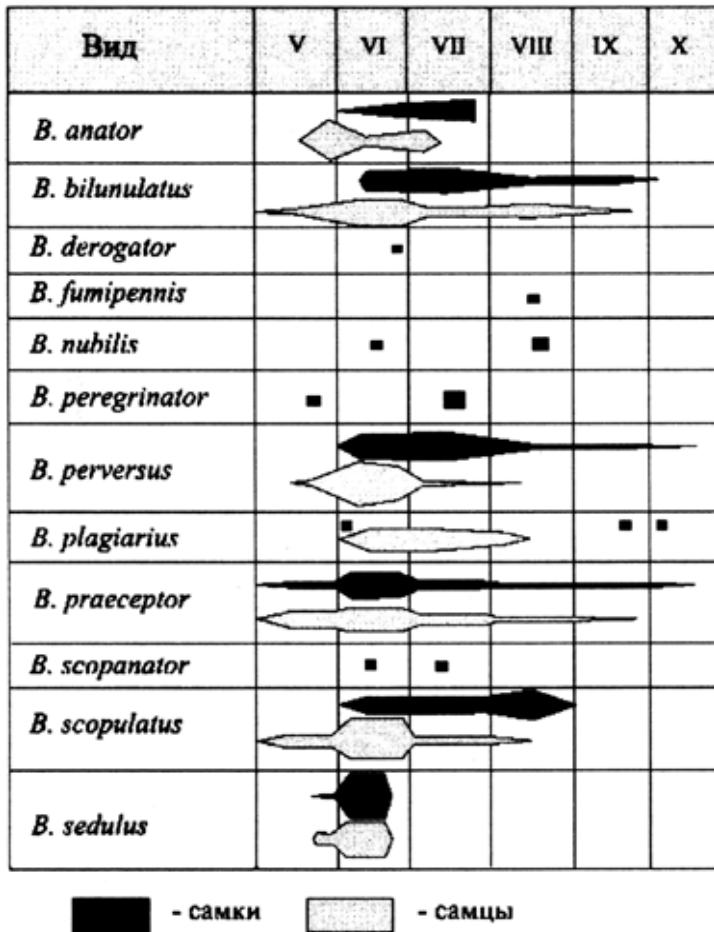 Вид V VI VII VIII IX X
B. anator
B. bilunulatus
B. derogator
B. fumipennis
B. nubilis
B. peregrinator
B. perversus
B. plagiarius
B. praeceptor
B. scopanator
B. scopulatus
B. sedulus
- самки - самцы